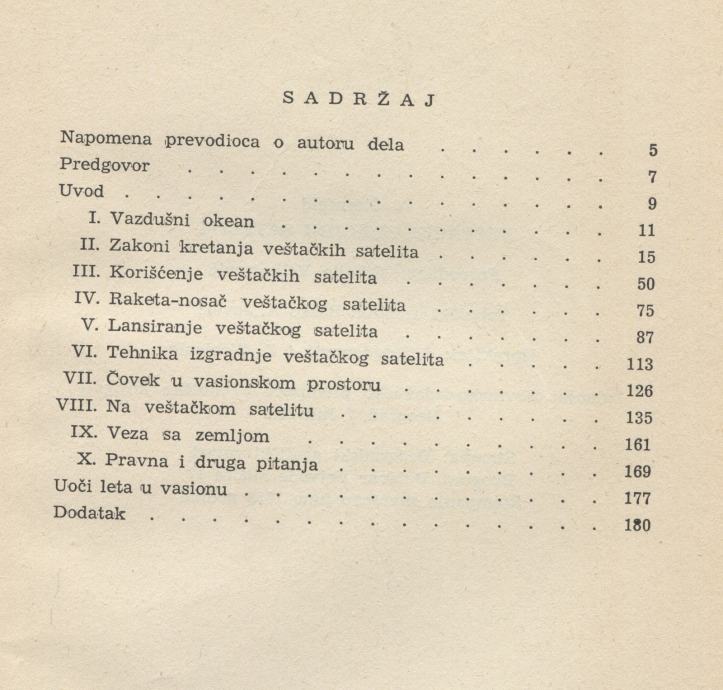 SADRŽAJ
Napomena prevodioca o autoru dela . . . . . . 5
Predgovor . . . . . . . . . . . . . . 7
Uvod . . . . . . . . . . . . . . . . 9
I. Vazdušni okean . . . . . . . . . . . 11
II. Zakoni kretanja veštačkih satelita . . . . . . 15
III. Korišćenje veštačkih satelita . . . . . . . 50
IV. Raketa-nosač veštačkog satelita . . . . . . 75
V. Lansiranje veštačkog satelita . . . . . . . 87
VI. Tehnika izgradnje veštačkog satelita . . . . . 113
VII. Čovek u vasionskom prostoru . . . . . . . 126
VIII. Na veštačkom satelitu . . . . . . . . . 135
IX. Veza sa zemljom . . . . . . . . . . 161
X. Pravna i druga pitanja . . . . . . . . . 169
Uoči leta u vasionu . . . . . . . . . . . . 177
Dodatak . . . . . . . . . . . . . . . 180